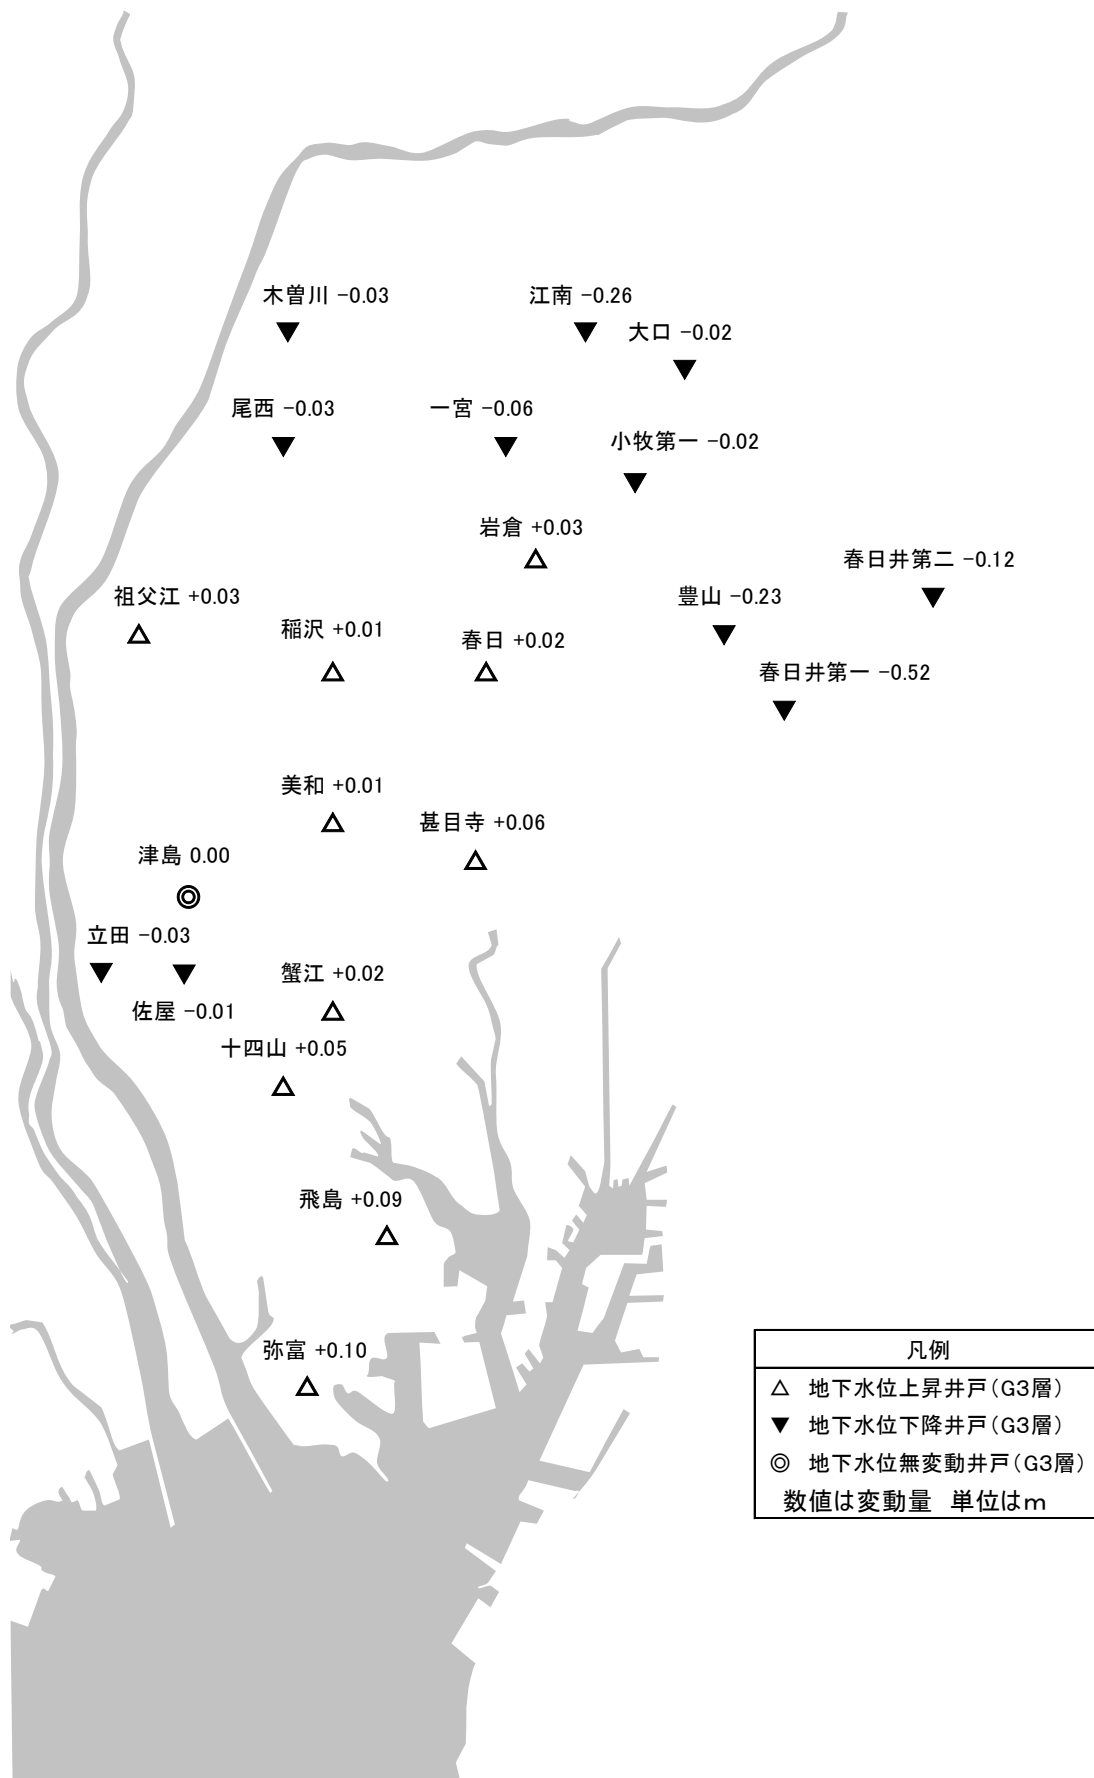 木曽川 -0.03
江南 -0.26
大口 -0.02
尾西 -0.03
一宮 -0.06
小牧第一 -0.02
岩倉 +0.03
春日井第二 -0.12
祖父江 +0.03
豊山 -0.23
稲沢 +0.01
春日 +0.02
春日井第一 -0.52
美和 +0.01
甚目寺 +0.06
津島 0.00
立田 -0.03
蟹江 +0.02
佐屋 -0.01
十四山 +0.05
飛島 +0.09
弥富 +0.10
凡例
△ 地下水位上昇井戸(G3層)
▼ 地下水位下降井戸(G3層)
◎ 地下水位無変動井戸(G3層)
数値は変動量 単位はm